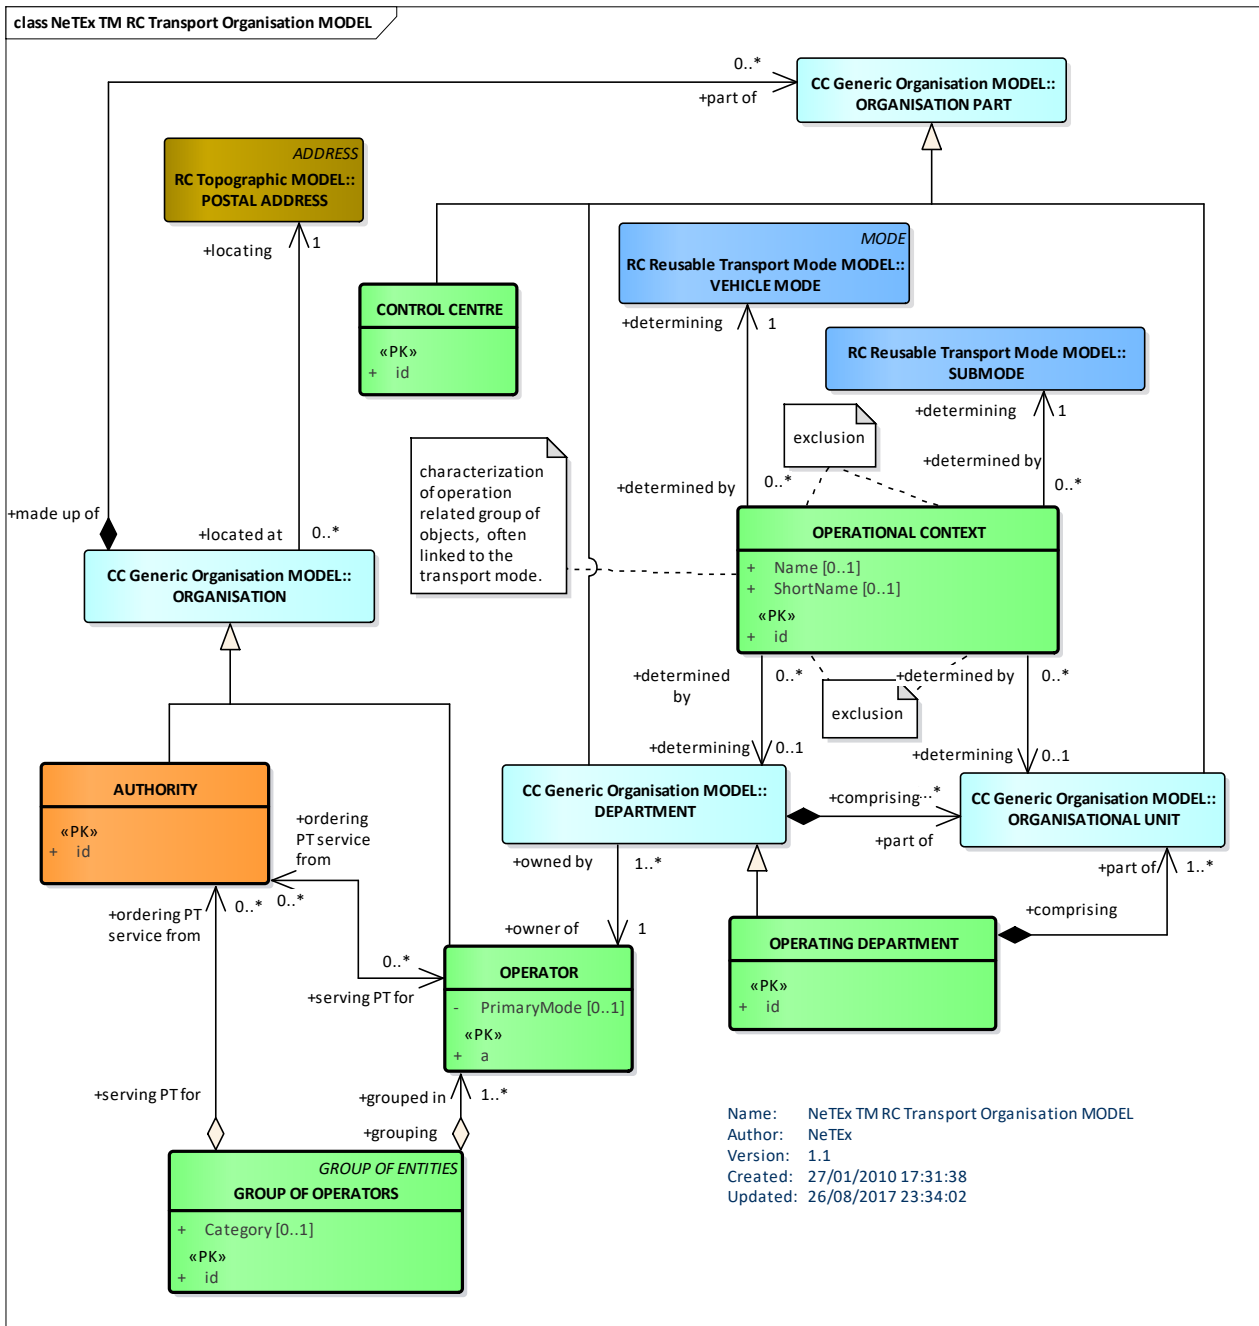 class NeTEx TM RC Transport Organisation MODEL
0..*
+part of
CC Generic Organisation MODEL::
ORGANISATION PART
ADDRESS
RC Topographic MODEL::
POSTAL ADDRESS
+locating
1
MODE
RC Reusable Transport Mode MODEL::
VEHICLE MODE
+determining
1
CONTROL CENTRE
«PK»
+ id
RC Reusable Transport Mode MODEL::
SUBMODE
+determining
1
exclusion
characterization
of operation
related group of
objects, often
linked to the
transport mode.
+determined by
0..*
+determined by
0..*
+made up of
+located at
0..*
CC Generic Organisation MODEL::
ORGANISATION
OPERATIONAL CONTEXT
+ Name [0..1]
+ ShortName [0..1]
«PK»
+ id
+determined
by
0..*
+determined by
0..*
exclusion
+determining
0..1
+determining
0..1
AUTHORITY
«PK»
+ id
CC Generic Organisation MODEL::
DEPARTMENT
+comprising
...*
+part of
CC Generic Organisation MODEL::
ORGANISATIONAL UNIT
+ordering
PT service
from
0..*
+owned by
1..*
+part of
1..*
+ordering PT
service from
0..*
+owner of
1
+comprising
OPERATING DEPARTMENT
«PK»
+ id
0..*
+serving PT for
OPERATOR
- PrimaryMode [0..1]
«PK»
+ a
+serving PT for
+grouped in
1..*
+grouping
GROUP OF ENTITIES
GROUP OF OPERATORS
+ Category [0..1]
«PK»
+ id
Name: NeTEx TM RC Transport Organisation MODEL
Author: NeTEx
Version: 1.1
Created: 27/01/2010 17:31:38
Updated: 26/08/2017 23:34:02